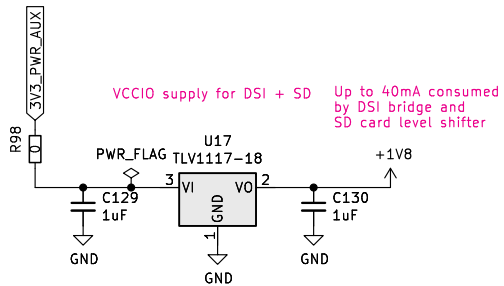 3V3_PWR_AUX
VCCIO supply for DSI + SD
Up to 40mA consumed
by DSI bridge and
SD card level shifter
R98
0
PWR_FLAG
U17
TLV1117-18
+1V8
3
VI
VO
2
GND
1
C129
1uF
C130
1uF
GND
GND
GND